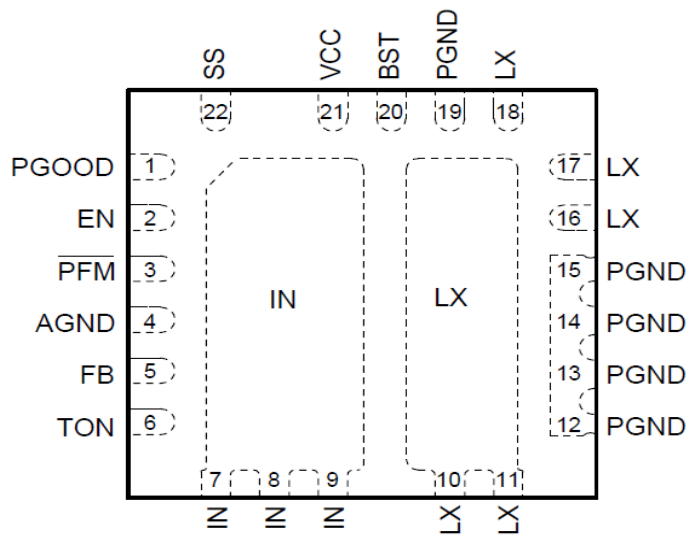 SS VCC BST PGND LX
22 21 20 19 18
PGOOD 1 17 LX
EN 2 16 LX
PFM 3 15 PGND
IN LX
AGND 4 14 PGND
FB 5 13 PGND
TON 6 12 PGND
7 8 9 10 11
IN IN IN LX LX